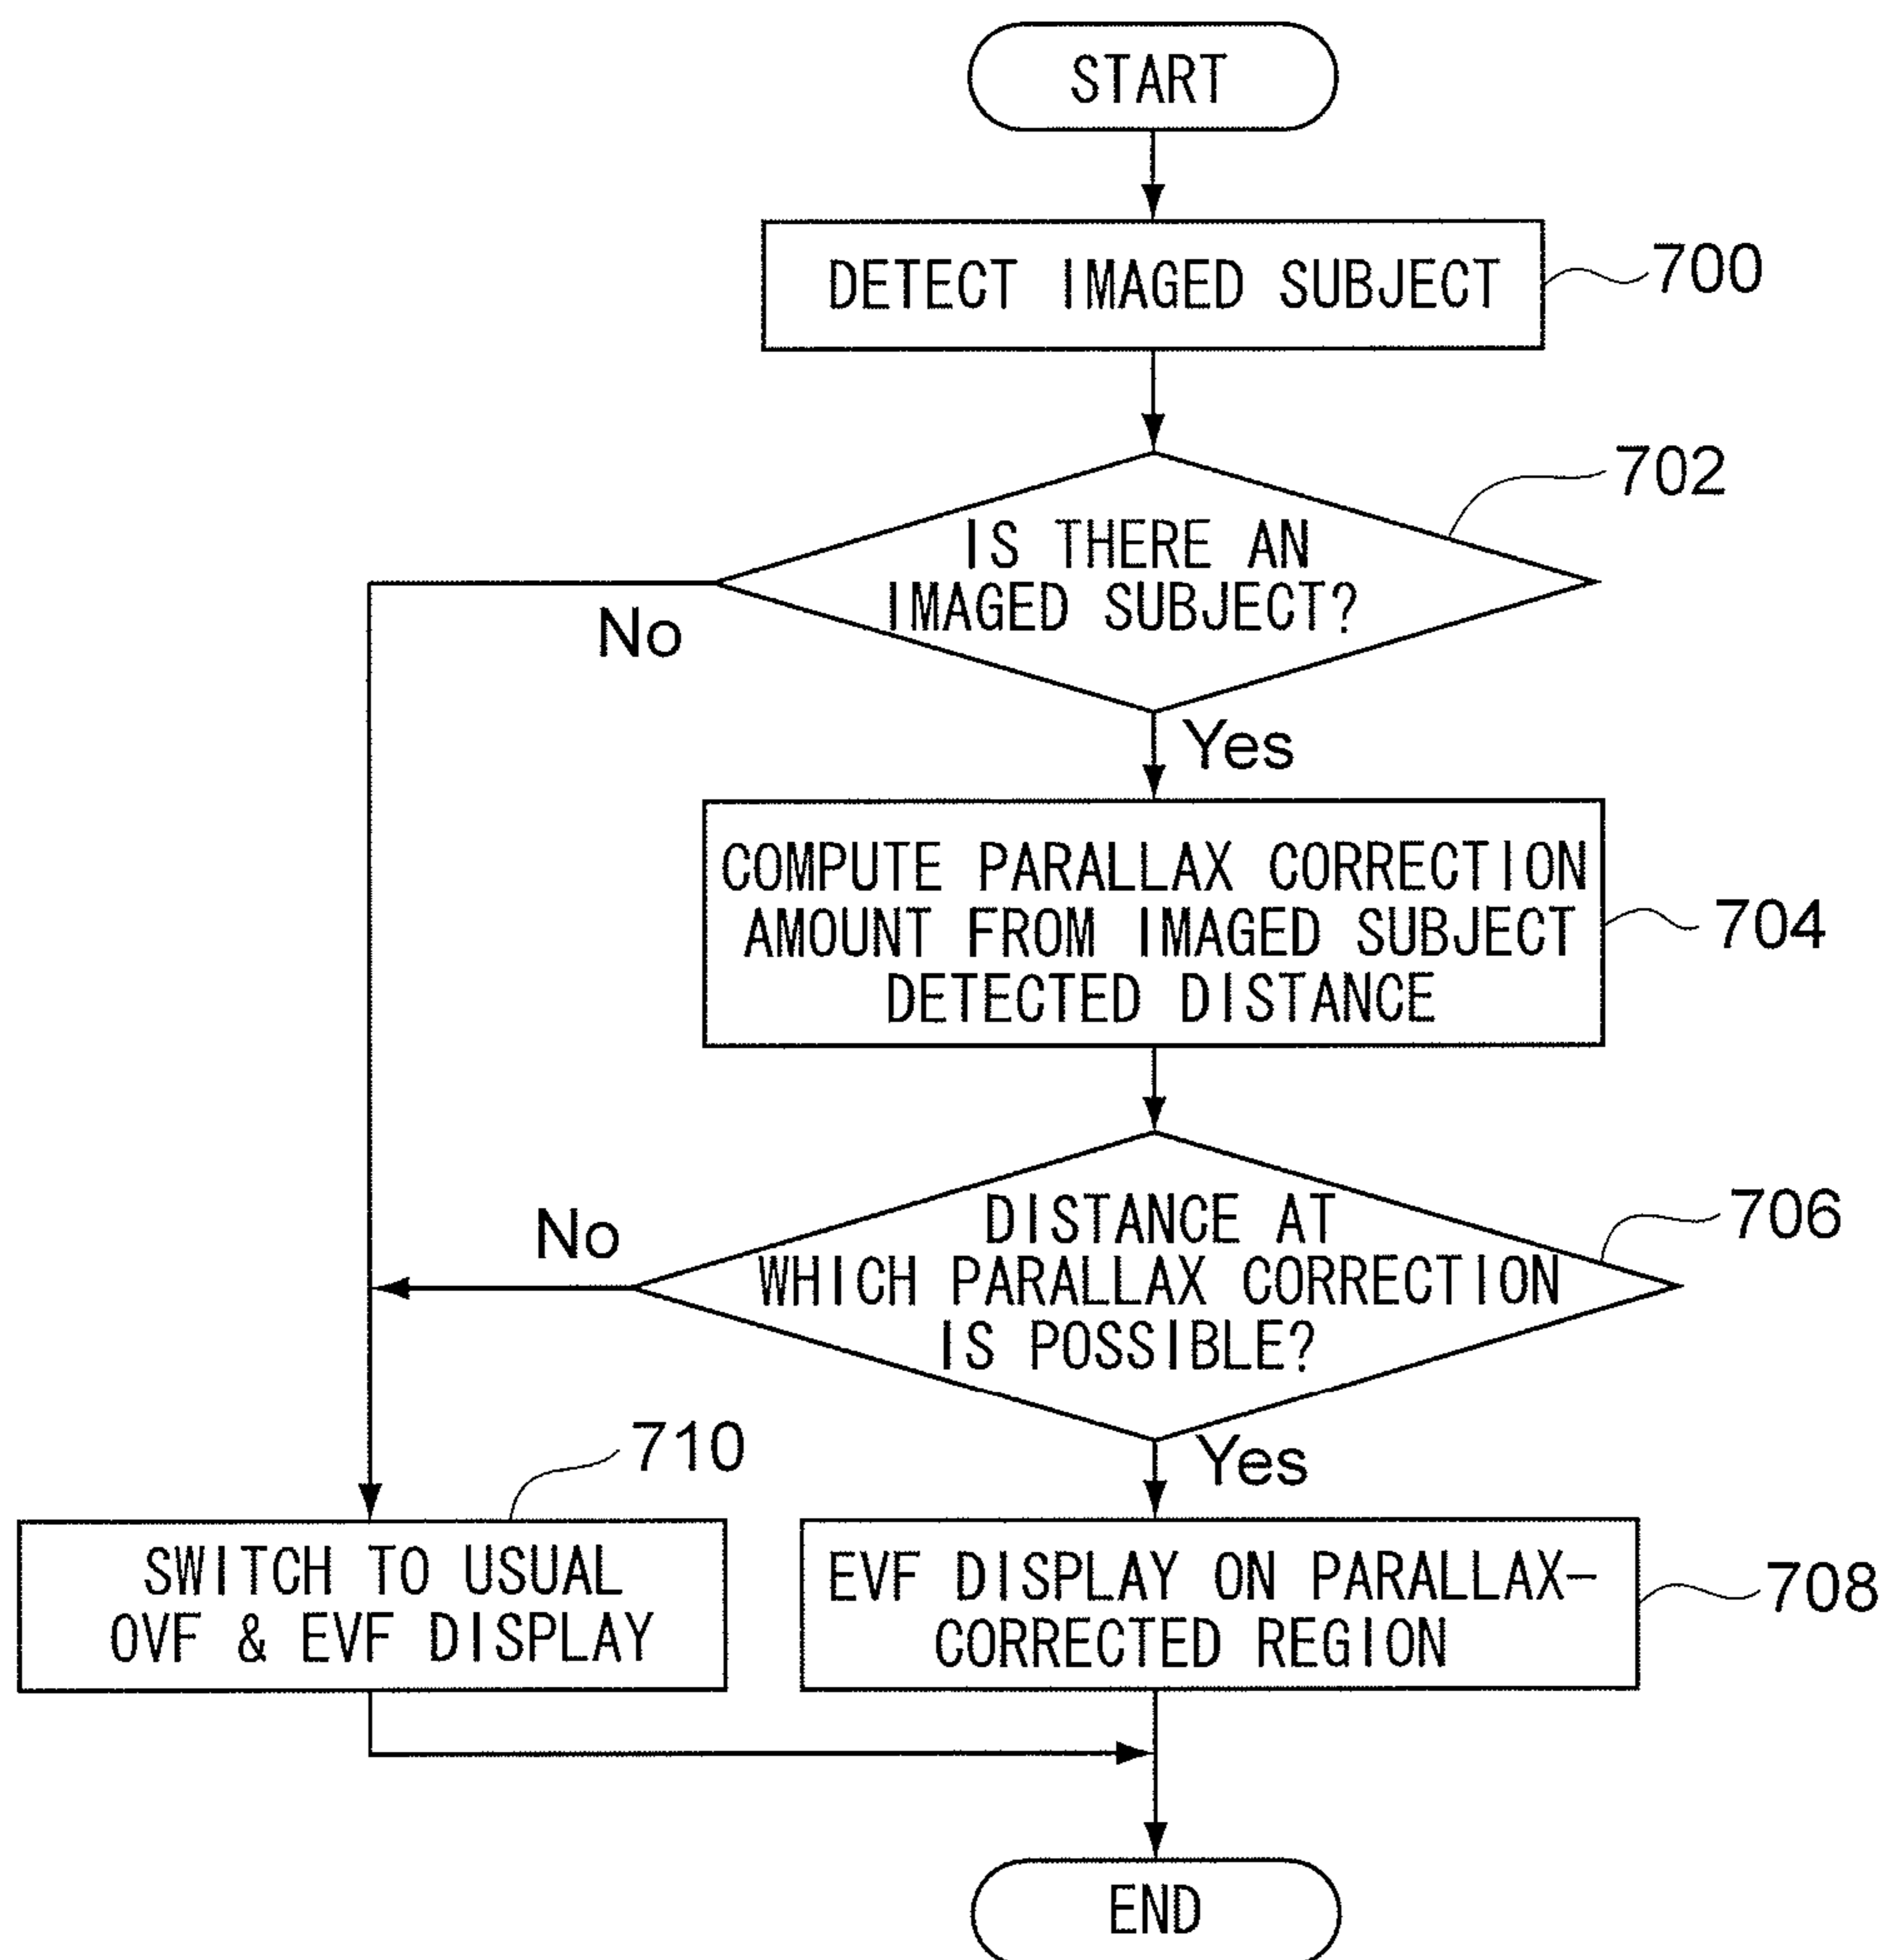 START
DETECT IMAGED SUBJECT
700
702
IS THERE AN
IMAGED SUBJECT?
No
Yes
COMPUTE PARALLAX CORRECTION
AMOUNT FROM IMAGED SUBJECT
DETECTED DISTANCE
704
706
No
DISTANCE AT
WHICH PARALLAX CORRECTION
IS POSSIBLE?
Yes
710
SWITCH TO USUAL
OVF & EVF DISPLAY
EVF DISPLAY ON PARALLAX-
CORRECTED REGION
708
END